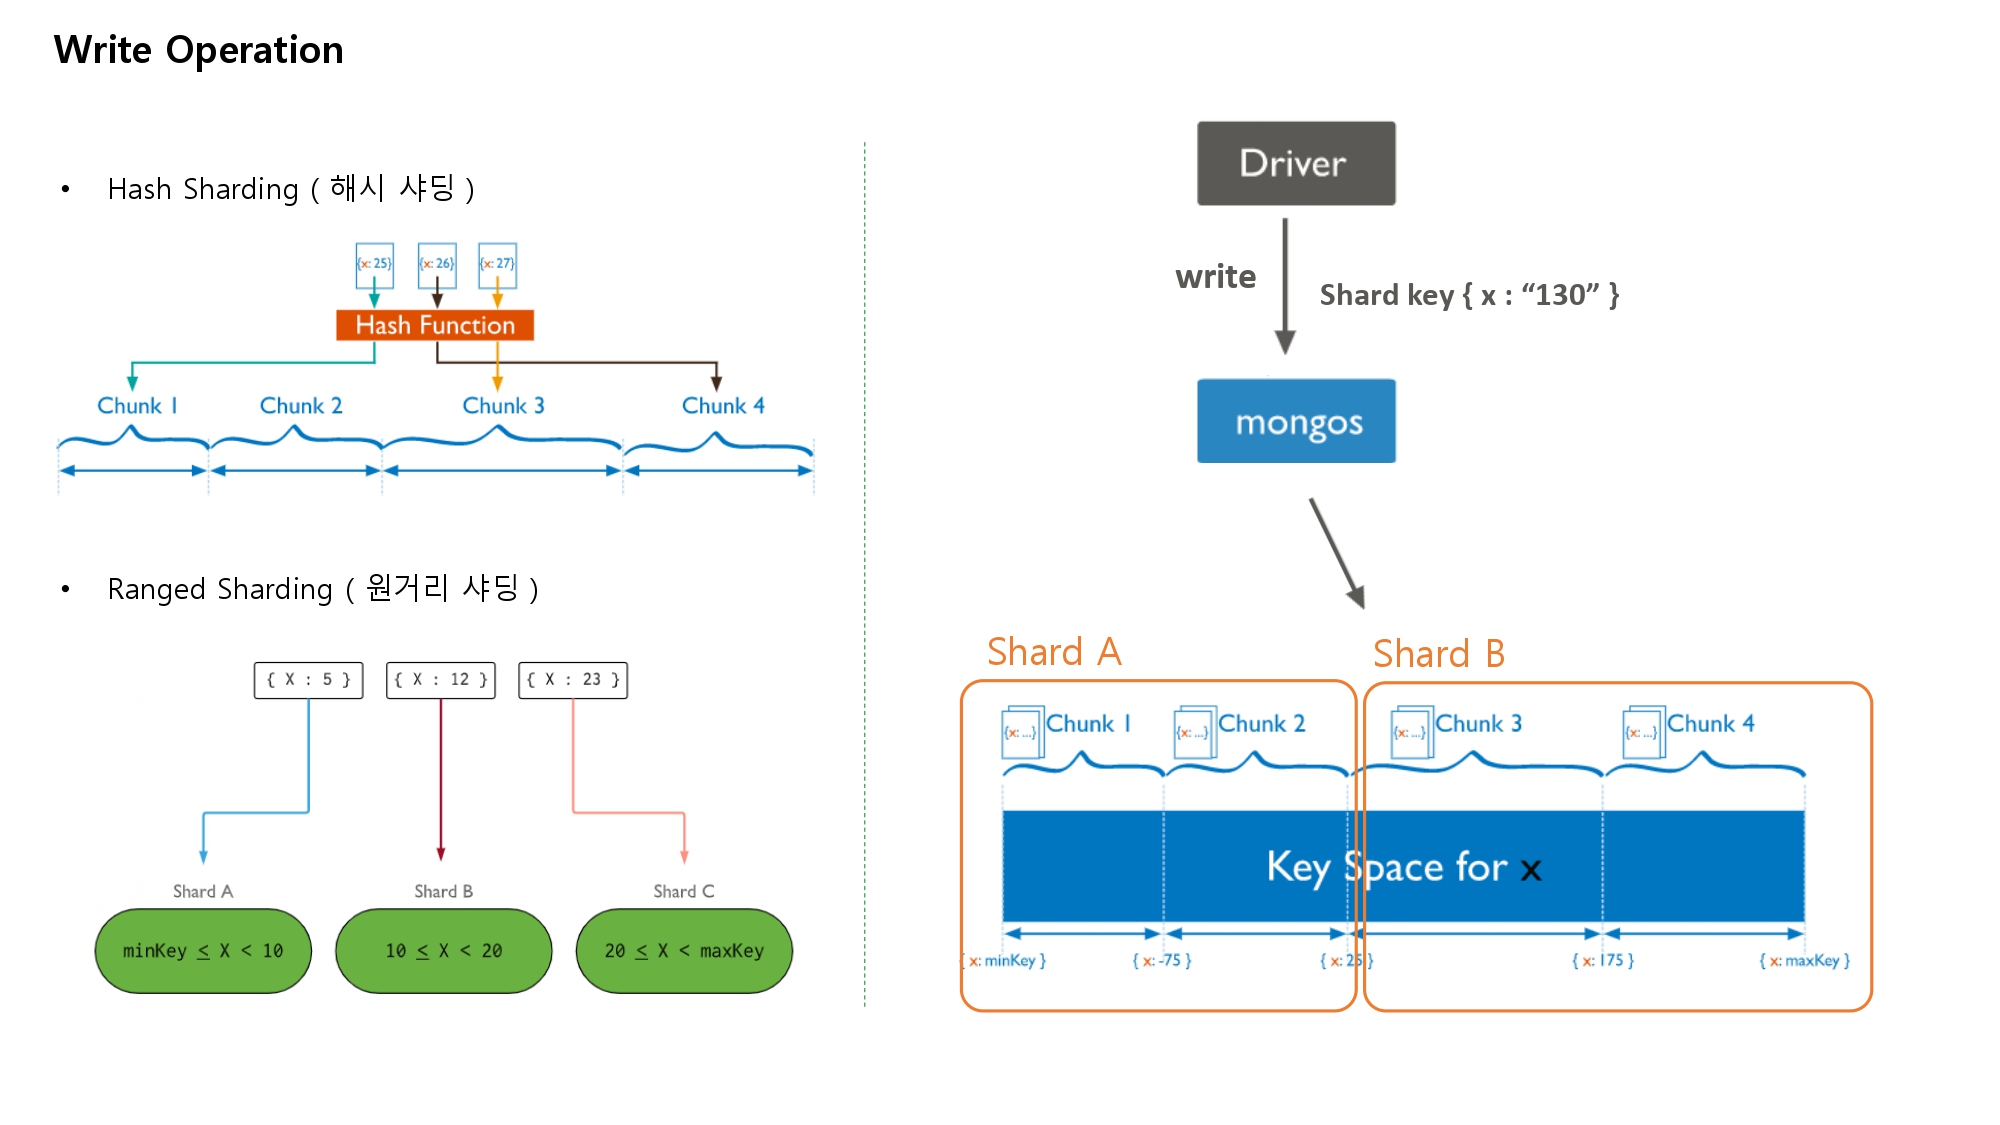 Write Operation
• Hash Sharding ( 해시 샤딩 )
{x: 25} {x: 26} {x: 27}
Hash Function
Chunk 1 Chunk 2 Chunk 3 Chunk 4
• Ranged Sharding ( 원거리 샤딩 )
{ X : 5 } { X : 12 } { X : 23 }
Shard A Shard B Shard C
minKey ≤ X < 10 10 ≤ X < 20 20 ≤ X < maxKey
Driver
write
Shard key { x : “130” }
mongos
Shard A Shard B
{x: ...} Chunk 1 {x: ...} Chunk 2 {x: ...} Chunk 3 {x: ...} Chunk 4
Key Space for x
{ x: minKey } { x: -75 } { x: 25 } { x: 175 } { x: maxKey }